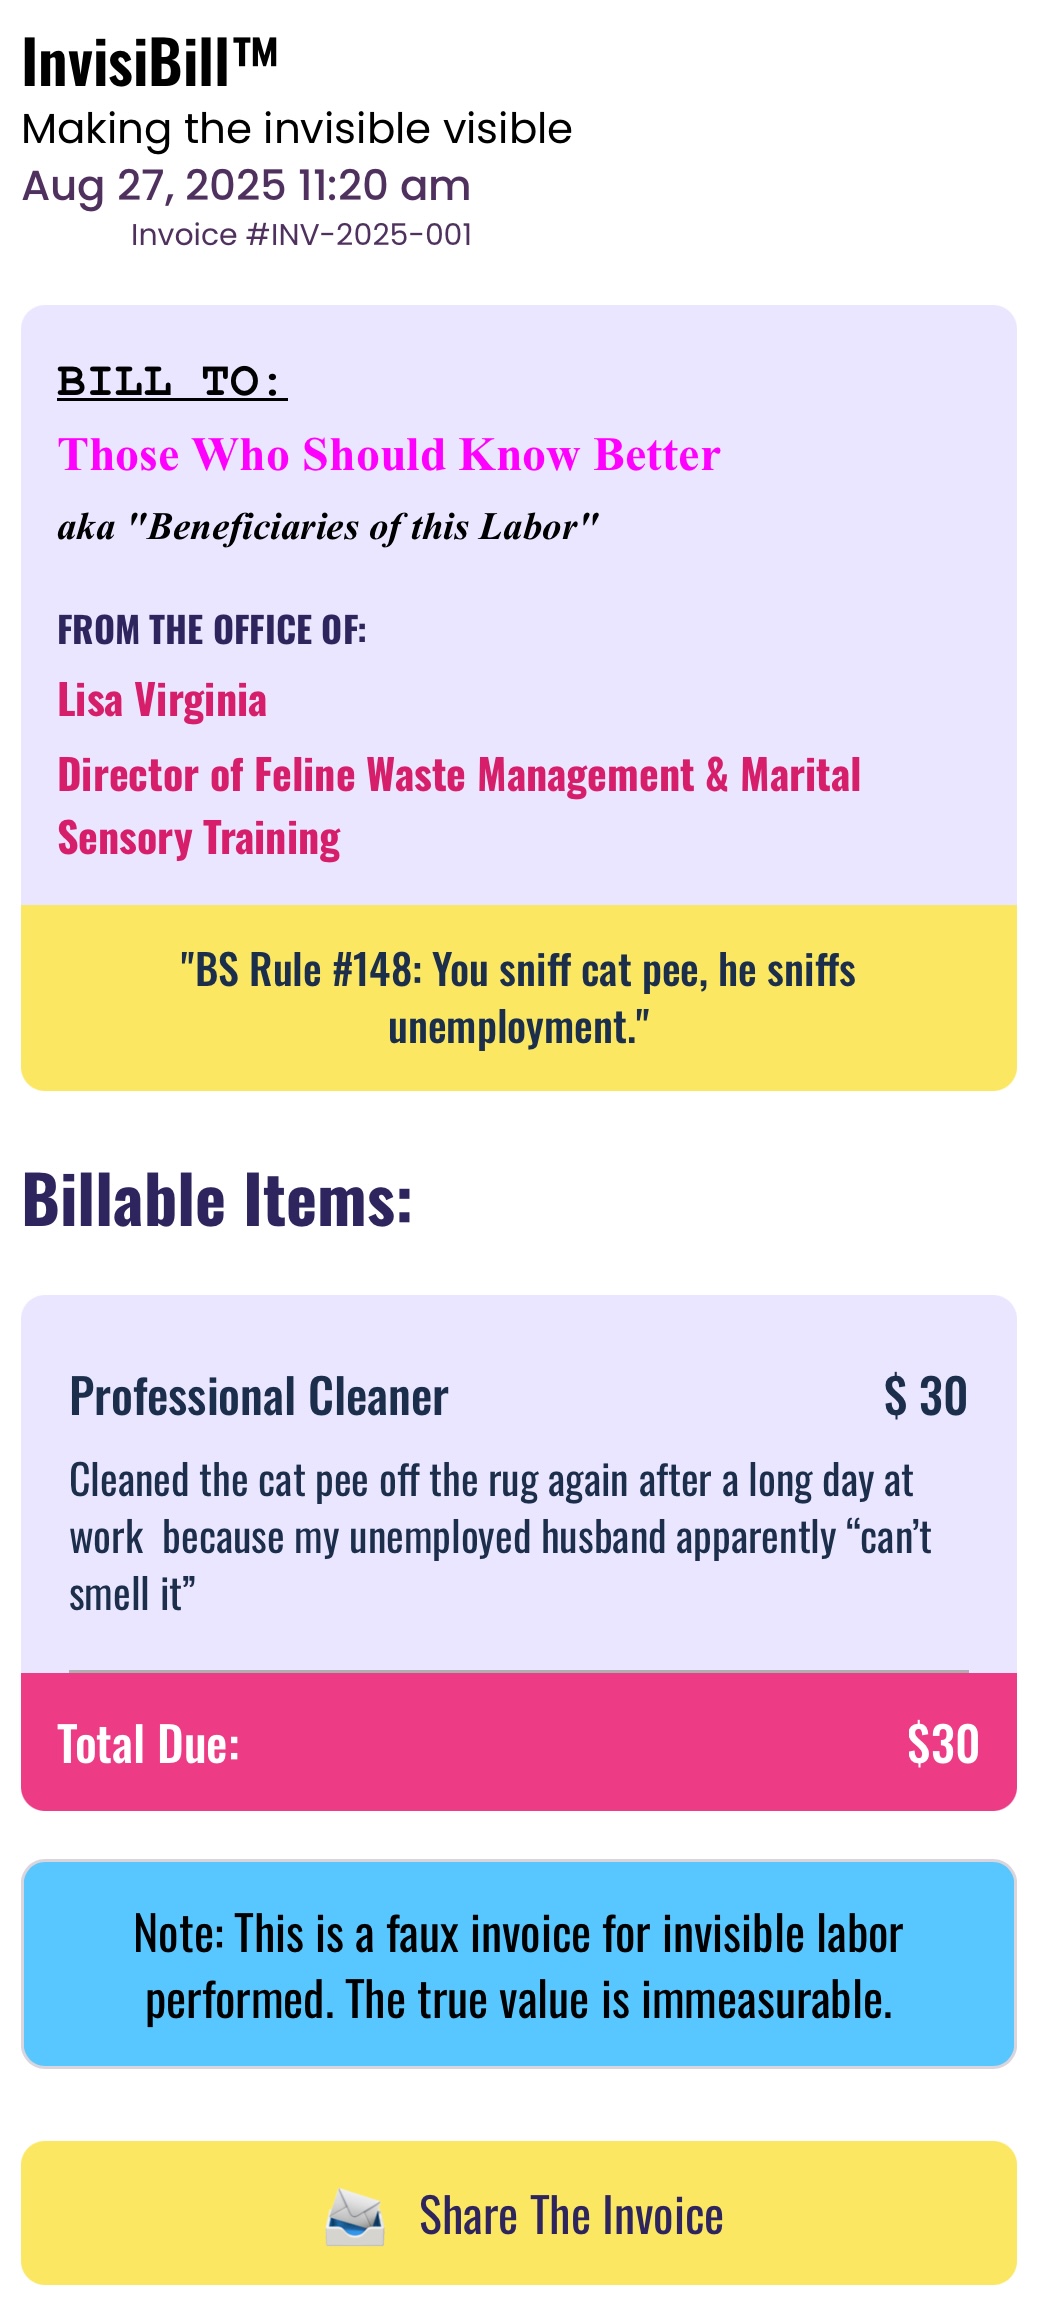 InvisiBill™
Making the invisible visible
Aug 27, 2025 11:20 am
Invoice #INV-2025-001
BILL TO:
Those Who Should Know Better
aka "Beneficiaries of this Labor"
FROM THE OFFICE OF:
Lisa Virginia
Director of Feline Waste Management & Marital
Sensory Training
"BS Rule #148: You sniff cat pee, he sniffs
unemployment."
Billable Items:
Professional Cleaner $ 30
Cleaned the cat pee off the rug again after a long day at
work  because my unemployed husband apparently “can’t
smell it”
Total Due: $30
Note: This is a faux invoice for invisible labor
performed. The true value is immeasurable.
Share The Invoice